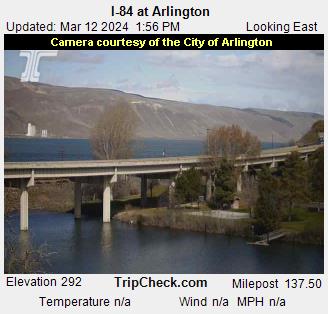 I-84 at Arlington
Updated: Mar 12 2024 1:56 PM Looking East
Camera courtesy of the City of Arlington
Elevation 292 TripCheck.com Milepost 137.50
Temperature n/a Wind n/a MPH n/a